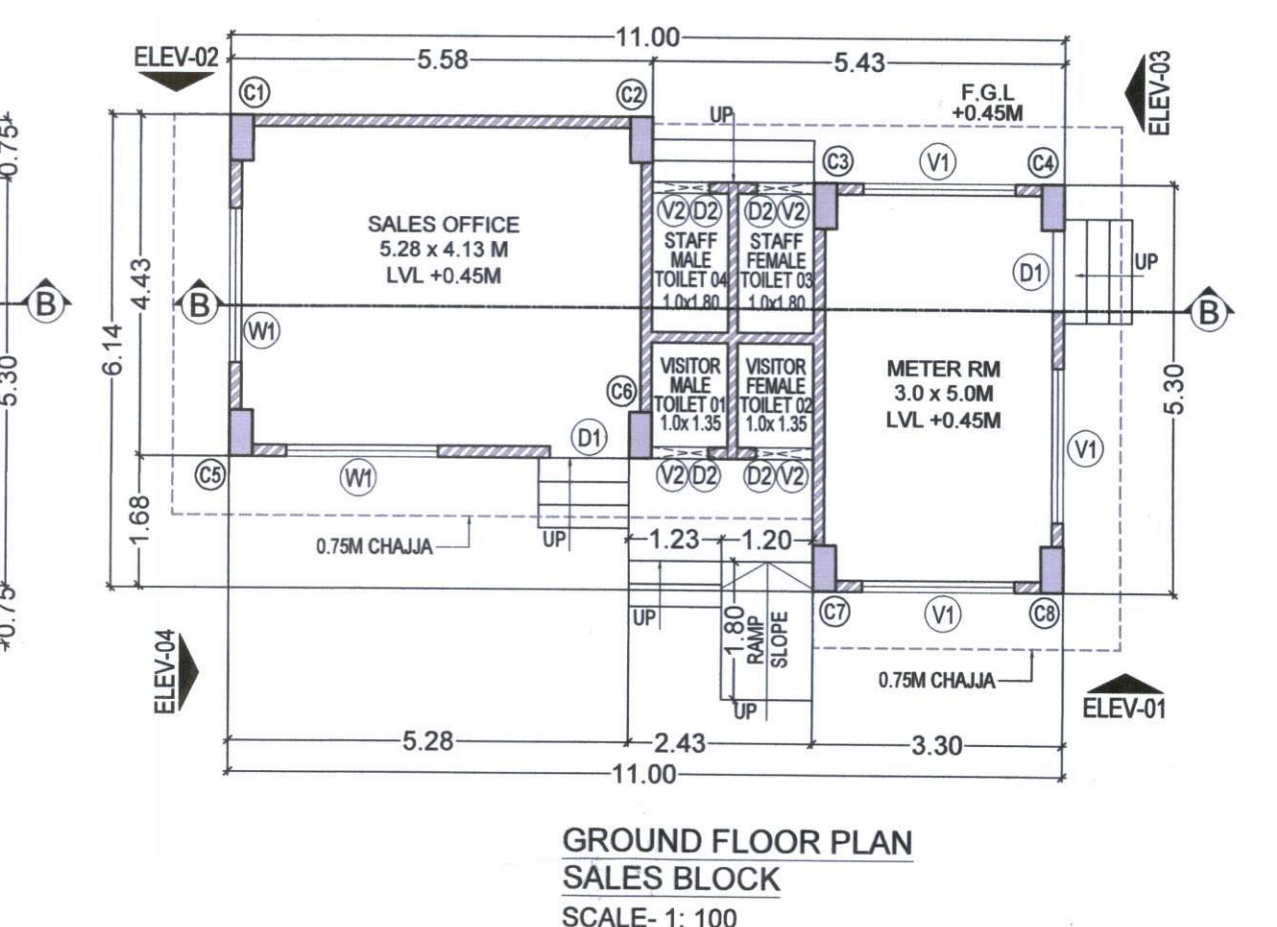 11.00
5.58
5.43
ELEV-02
ELEV-03
C1
C2
UP
F.G.L
+0.45M
C3
V1
C4
0.75
SALES OFFICE
5.28 x 4.13 M
LVL +0.45M
V2 D2
D2 V2
STAFF
MALE
TOILET 04
1.0x1.80
STAFF
FEMALE
TOILET 03
1.0x1.80
D1
UP
4.43
B
B
B
W1
6.14
5.30
VISITOR
MALE
TOILET 01
1.0x 1.35
VISITOR
FEMALE
TOILET 02
1.0x 1.35
METER RM
3.0 x 5.0M
LVL +0.45M
5.30
C6
D1
V1
C5
W1
V2 D2
D2 V2
1.68
0.75M CHAJJA
UP
1.23
1.20
0.75
UP
1.80
RAMP
SLOPE
C7
V1
C8
ELEV-04
0.75M CHAJJA
UP
ELEV-01
5.28
2.43
3.30
11.00
GROUND FLOOR PLAN
SALES BLOCK
SCALE- 1: 100